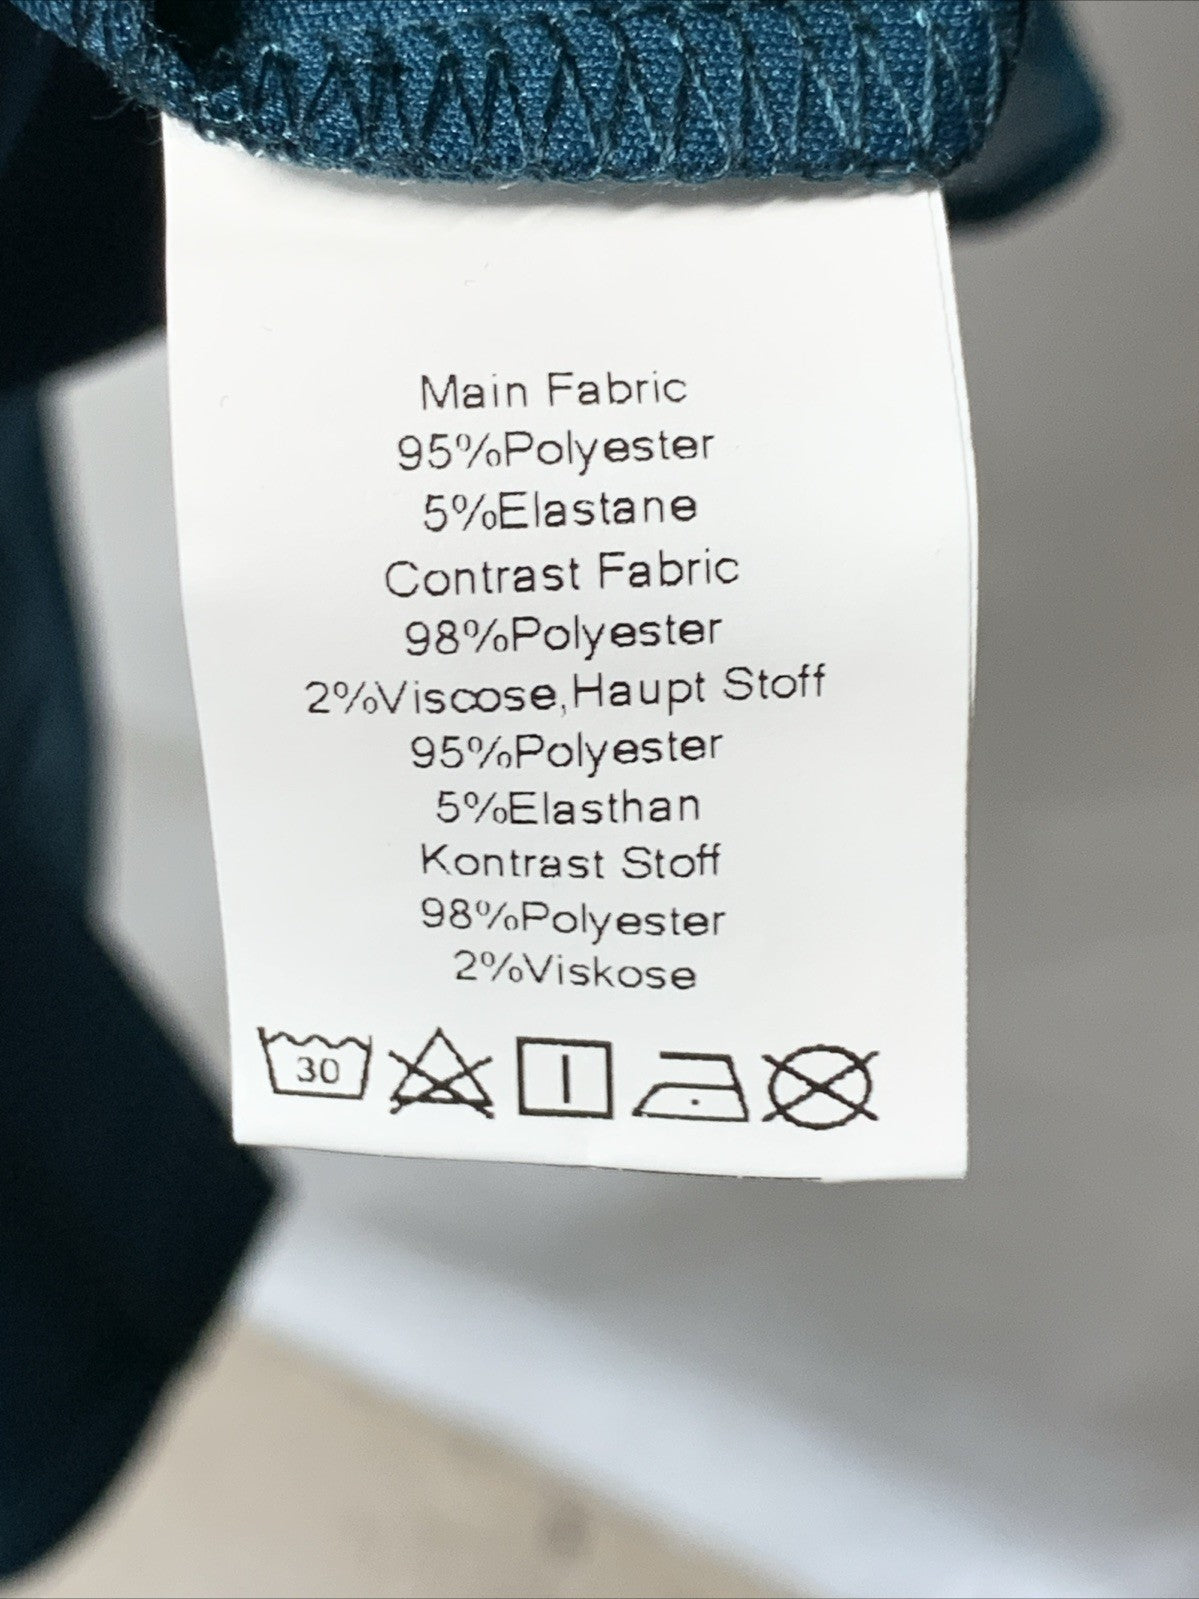 Main Fabric
95%Polyester
5%Elastane
Contrast Fabric
98%Polyester
2%Viscose,Haupt Stoff
95%Polyester
5%Elasthan
Kontrast Stoff
98%Polyester
2%Viskose
30